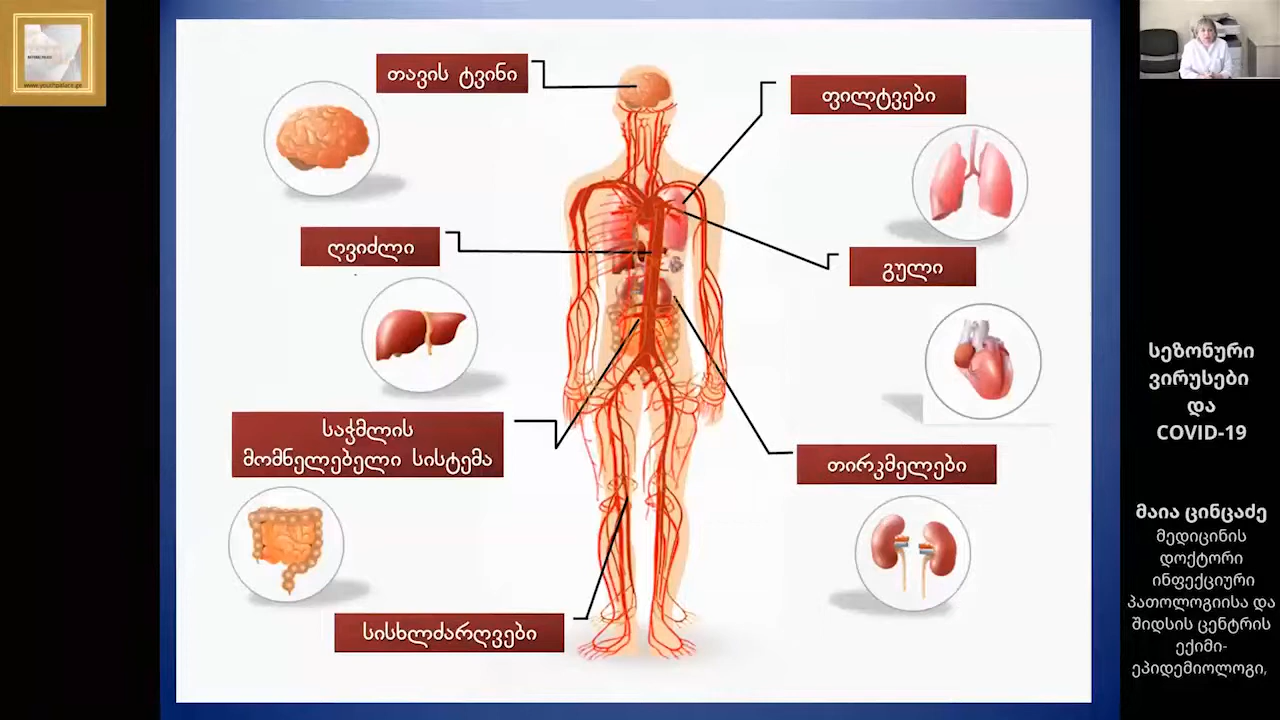 www.youthpalace.ge
თავის ტვინი
ფილტვები
ღვიძლი
გული
საჭმლის
მომნელებელი სისტემა
თირკმელები
სისხლძარღვები
სეზონური
ვირუსები
და
COVID-19
მაია ცინცაძე
მედიცინის
დოქტორი
ინფექციური
პათოლოგიისა და
შიდსის ცენტრის
ექიმი-
ეპიდემიოლოგი,